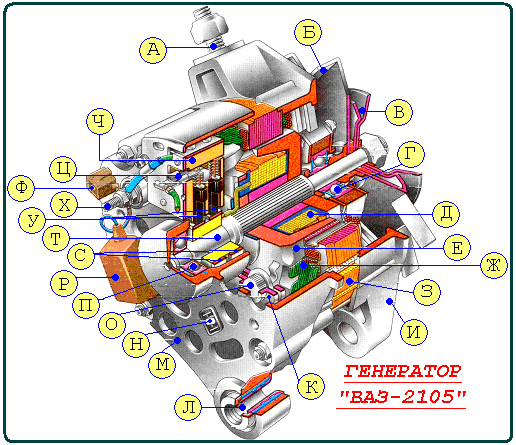 Б
А
В
Ч
Г
Ц
Ф
Х
У
Д
Т
Е
С
Ж
Р
З
П
О
И
Н
М
К
Л
ГЕНЕРАТОР
"ВАЗ-2105"